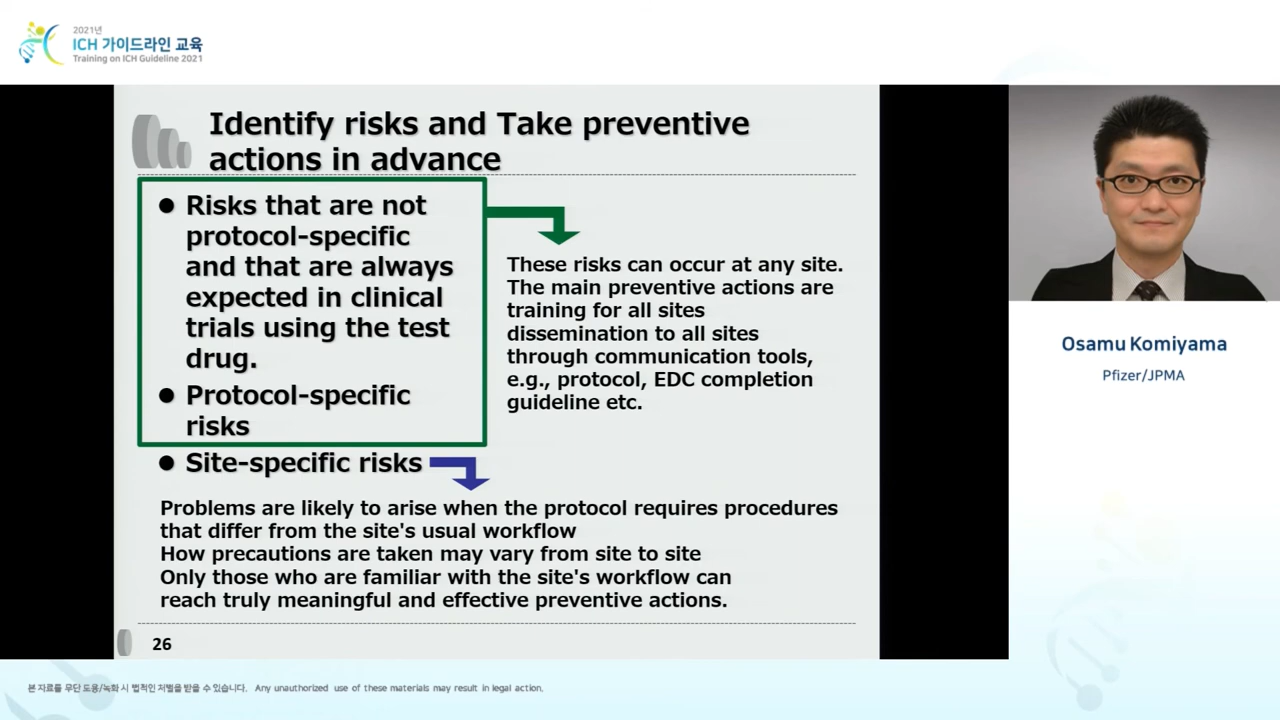 2021년
ICH 가이드라인 교육
Training on ICH Guideline 2021
Identify risks and Take preventive
actions in advance
● Risks that are not
protocol-specific
and that are always
expected in clinical
trials using the test
drug.
● Protocol-specific
risks
These risks can occur at any site.
The main preventive actions are
training for all sites
dissemination to all sites
through communication tools,
e.g., protocol, EDC completion
guideline etc.
● Site-specific risks
Problems are likely to arise when the protocol requires procedures
that differ from the site's usual workflow
How precautions are taken may vary from site to site
Only those who are familiar with the site's workflow can
reach truly meaningful and effective preventive actions.
26
Osamu Komiyama
Pfizer/JPMA
본 자료를 무단 도용/녹화 시 법적인 처벌을 받을 수 있습니다. Any unauthorized use of these materials may result in legal action.